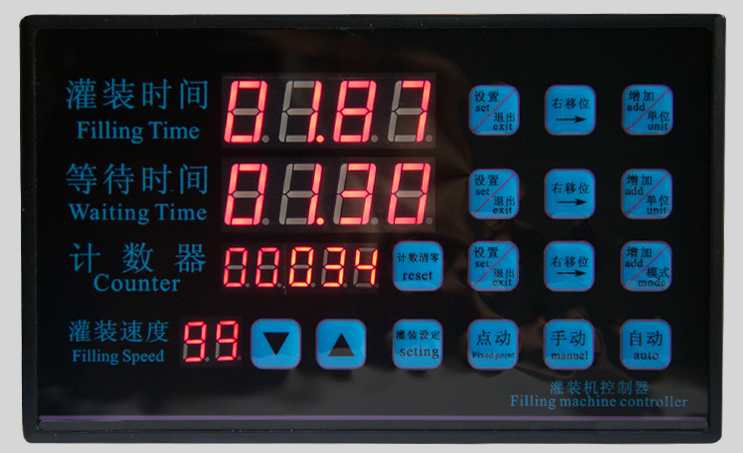 灌装时间 01.87 设置 右移位 增加
Filling Time set 退出 → add 单位
exit unit
等待时间 01.30 设置 右移位 增加
Waiting Time set 退出 → add 单位
exit unit
计数器 00034 计数清零 设置 右移位 增加
Counter reset set 退出 → add 模式
exit mode
灌装速度 99 ▼ ▲ 灌装设定 点动 手动 自动
Filling Speed seting Fixed point manual auto
灌装机控制器
Filling machine controller